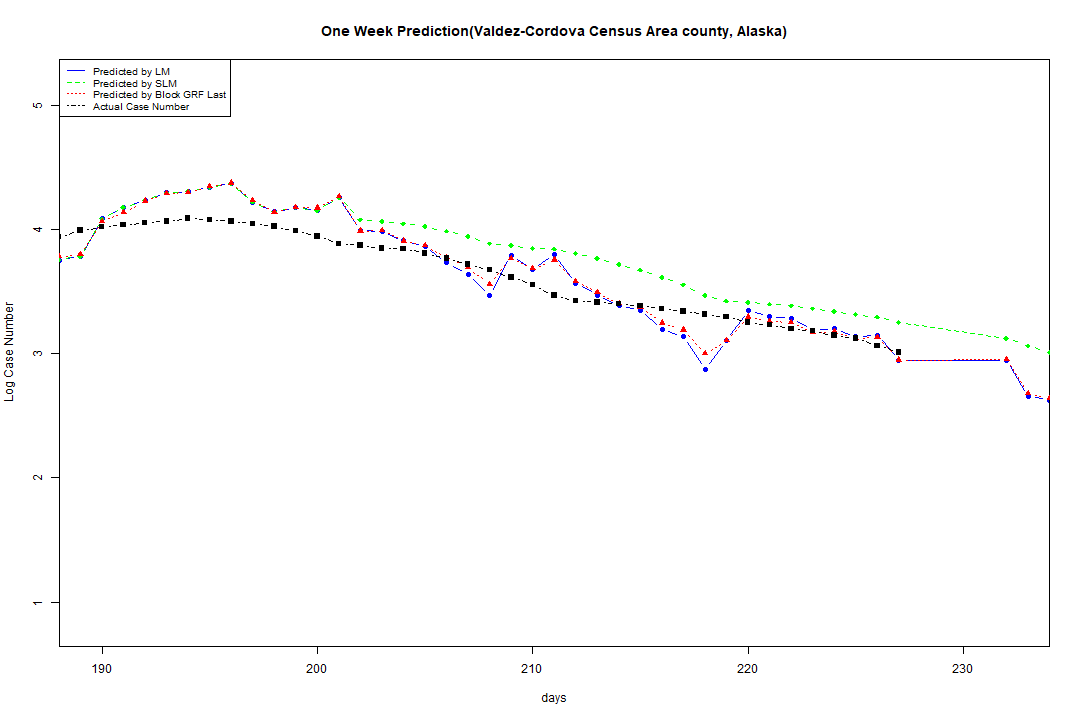 One Week Prediction(Valdez-Cordova Census Area county, Alaska)
Predicted by LM
Predicted by SLM
Predicted by Block GRF Last
Actual Case Number
5
4
3
2
1
Log Case Number
190 200 210 220 230
days